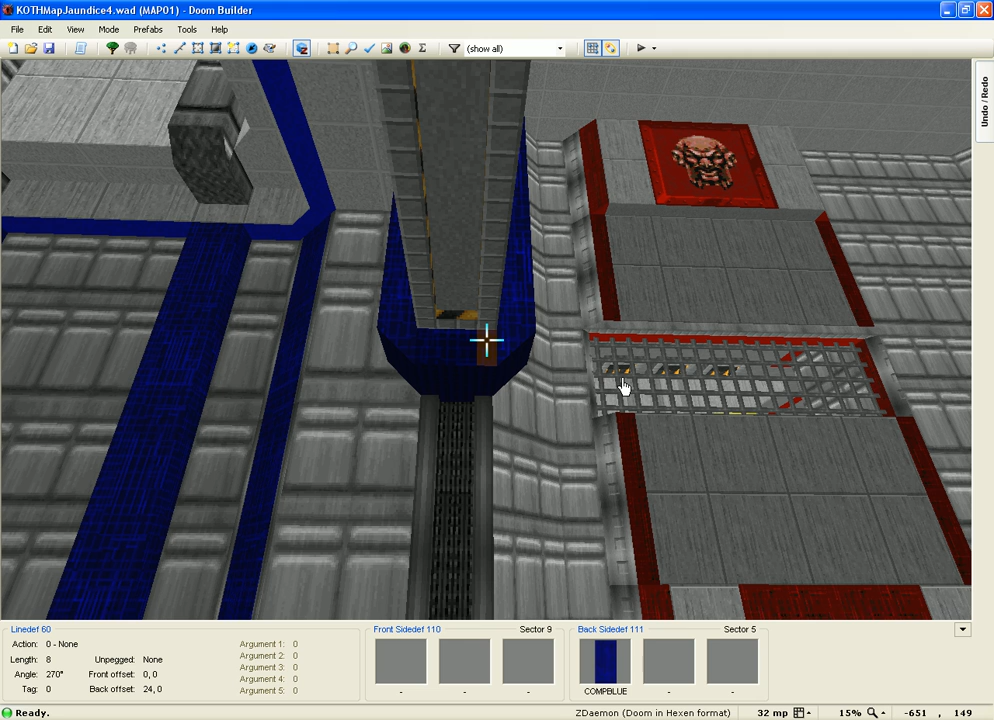 KOTHMapJaundice4.wad (MAP01) - Doom Builder
File Edit View Mode Prefabs Tools Help
(show all)
Undo / Redo
Linedef 60
Action: 0 - None
Length: 8 Unpegged: None
Angle: 270° Front offset: 0, 0
Tag: 0 Back offset: 24, 0
Argument 1: 0
Argument 2: 0
Argument 3: 0
Argument 4: 0
Argument 5: 0
Front Sidedef 110 Sector 9
- - -
Back Sidedef 111 Sector 5
COMPBLUE - -
Ready. ZDaemon (Doom in Hexen format) 32 mp 15% -651 , 149